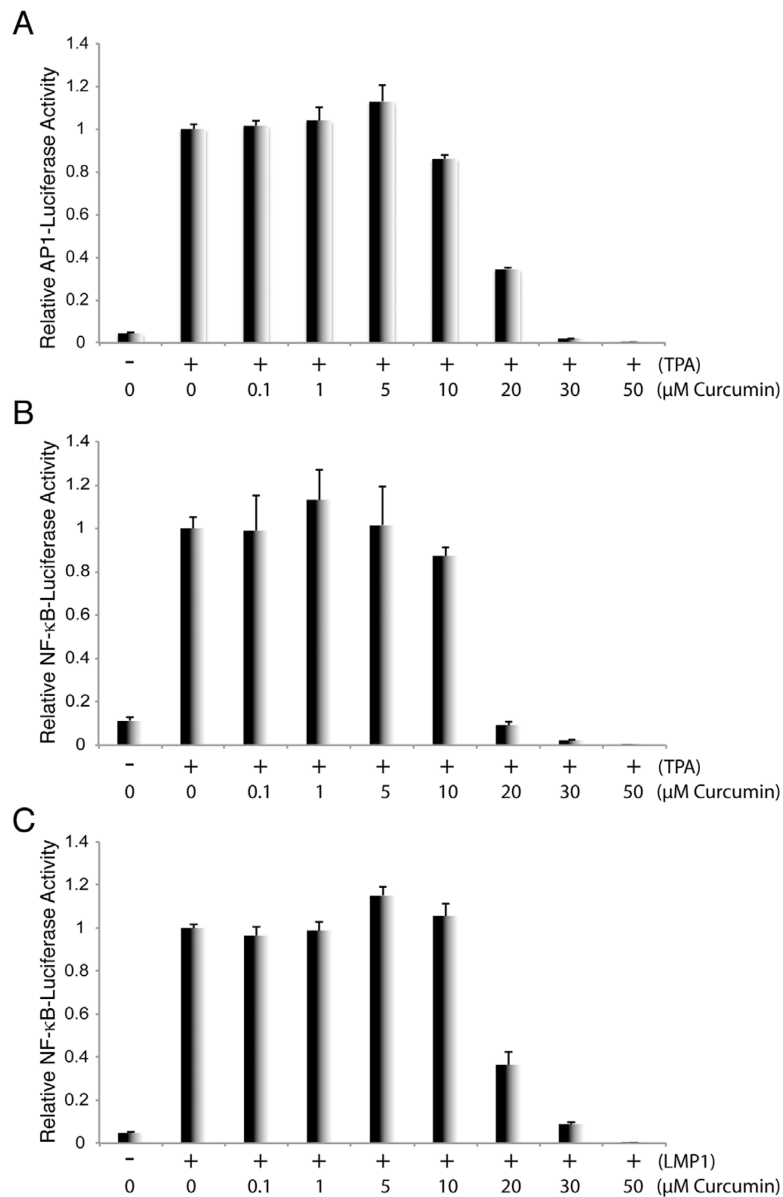 A
Relative AP1-Luciferase Activity
1.4
1.2
1
0.8
0.6
0.4
0.2
0
- + + + + + + + + (TPA)
0 0 0.1 1 5 10 20 30 50 (μM Curcumin)
B
Relative NF-κB-Luciferase Activity
1.4
1.2
1
0.8
0.6
0.4
0.2
0
- + + + + + + + + (TPA)
0 0 0.1 1 5 10 20 30 50 (μM Curcumin)
C
Relative NF-κB-Luciferase Activity
1.4
1.2
1
0.8
0.6
0.4
0.2
0
- + + + + + + + + (LMP1)
0 0 0.1 1 5 10 20 30 50 (μM Curcumin)